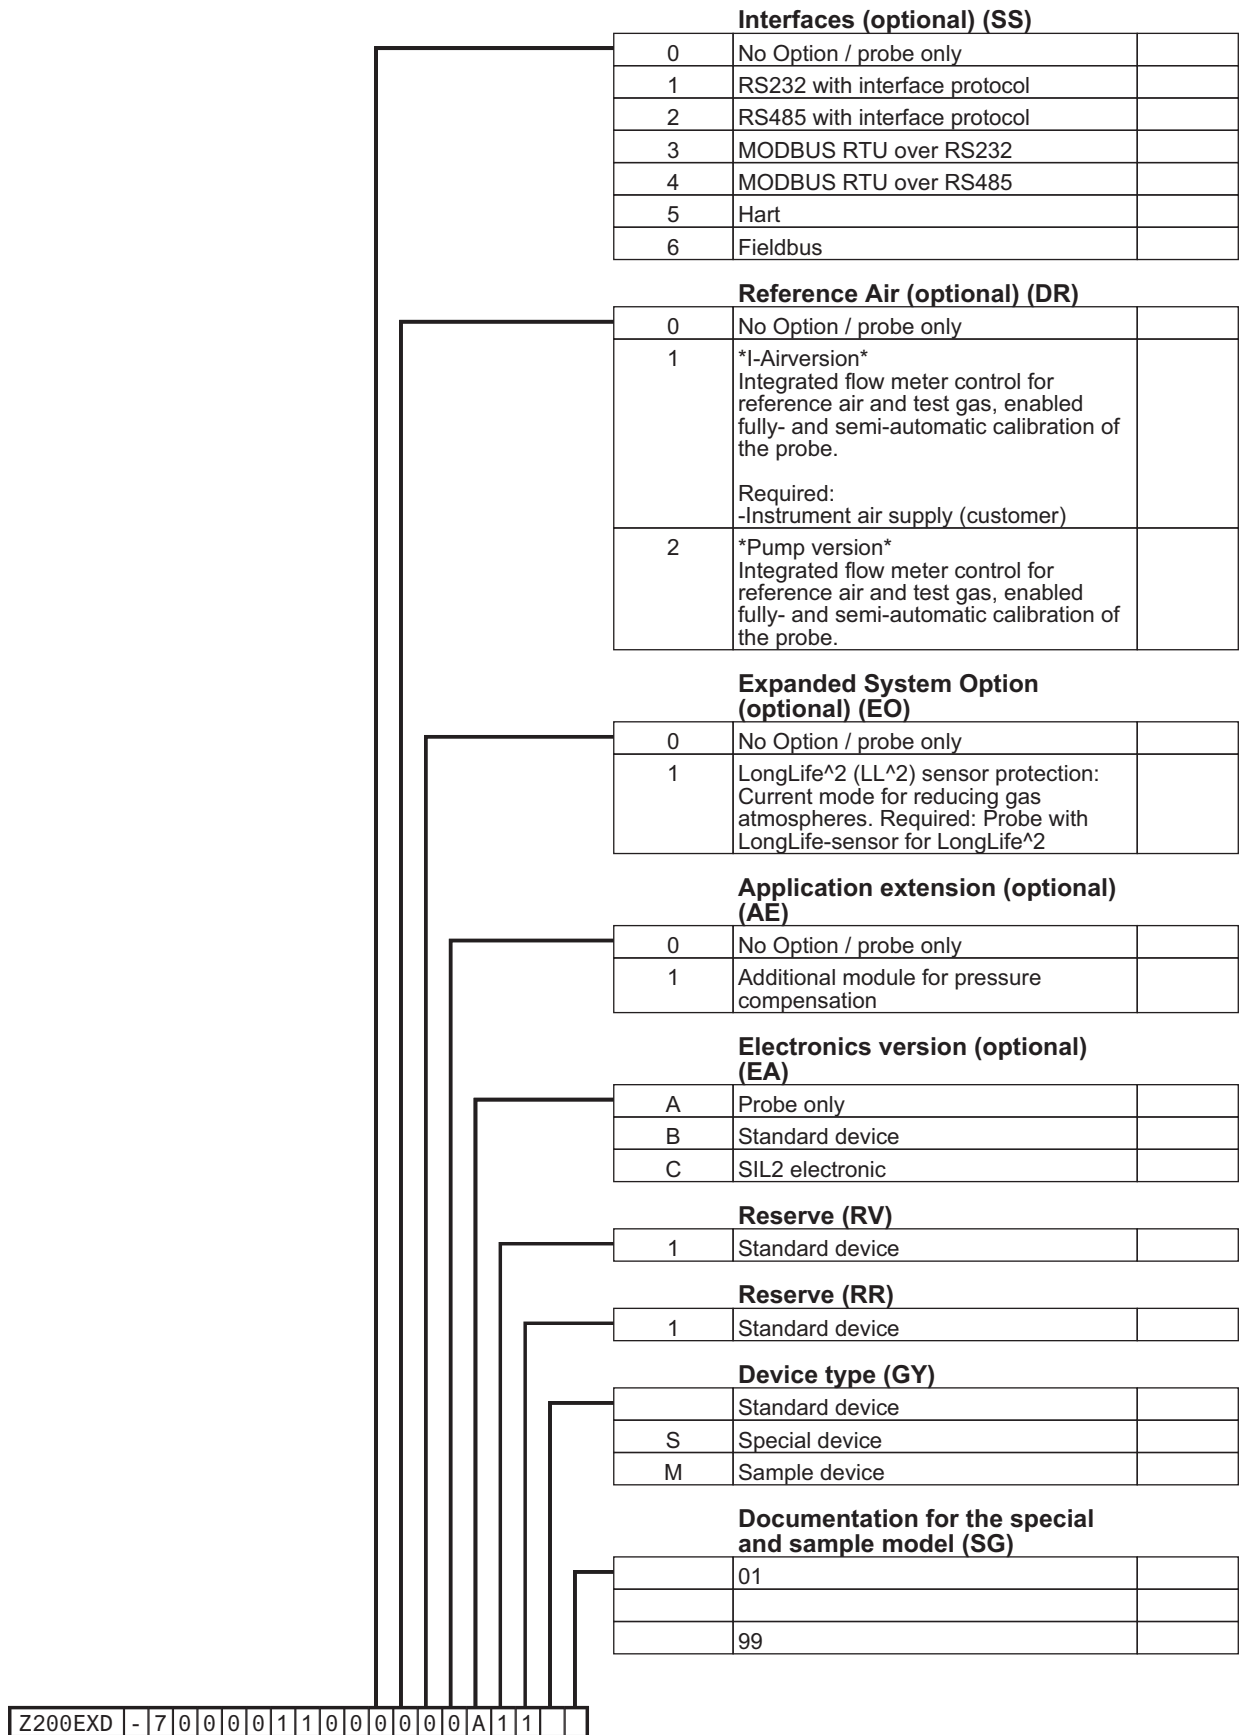 Interfaces (optional) (SS)
0 No Option / probe only
1 RS232 with interface protocol
2 RS485 with interface protocol
3 MODBUS RTU over RS232
4 MODBUS RTU over RS485
5 Hart
6 Fieldbus
Reference Air (optional) (DR)
0 No Option / probe only
1 *I-Airversion*
Integrated flow meter control for
reference air and test gas, enabled
fully- and semi-automatic calibration of
the probe.
Required:
-Instrument air supply (customer)
2 *Pump version*
Integrated flow meter control for
reference air and test gas, enabled
fully- and semi-automatic calibration of
the probe.
Expanded System Option
(optional) (EO)
0 No Option / probe only
1 LongLife^2 (LL^2) sensor protection:
Current mode for reducing gas
atmospheres. Required: Probe with
LongLife-sensor for LongLife^2
Application extension (optional)
(AE)
0 No Option / probe only
1 Additional module for pressure
compensation
Electronics version (optional)
(EA)
A Probe only
B Standard device
C SIL2 electronic
Reserve (RV)
1 Standard device
Reserve (RR)
1 Standard device
Device type (GY)
Standard device
S Special device
M Sample device
Documentation for the special
and sample model (SG)
01
99
Z200EXD - 7 0 0 0 0 1 1 0 0 0 0 0 0 A 1 1